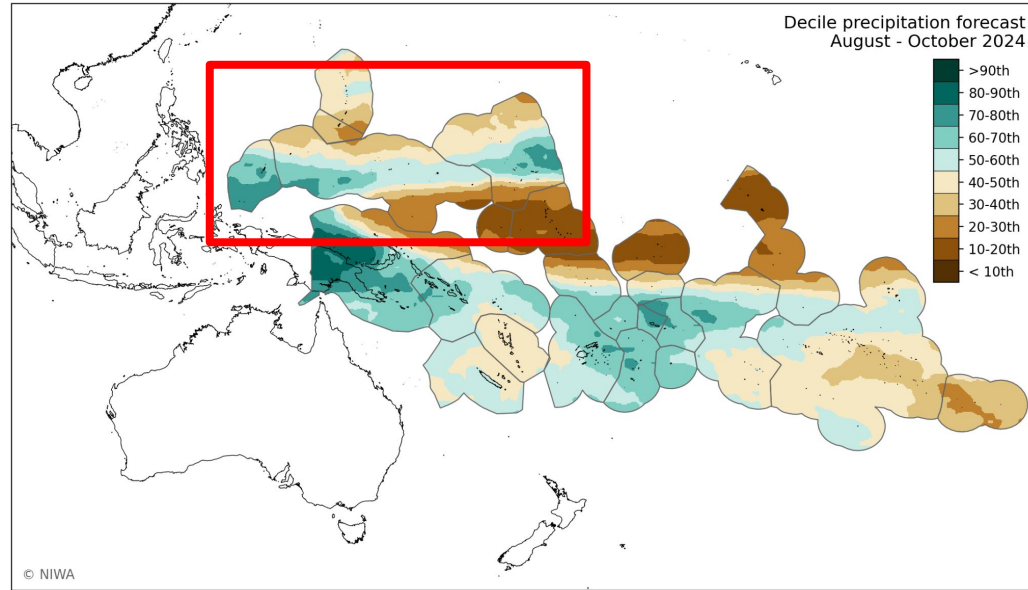 Decile precipitation forecast
August - October 2024
>90th
80-90th
70-80th
60-70th
50-60th
40-50th
30-40th
20-30th
10-20th
< 10th
© NIWA